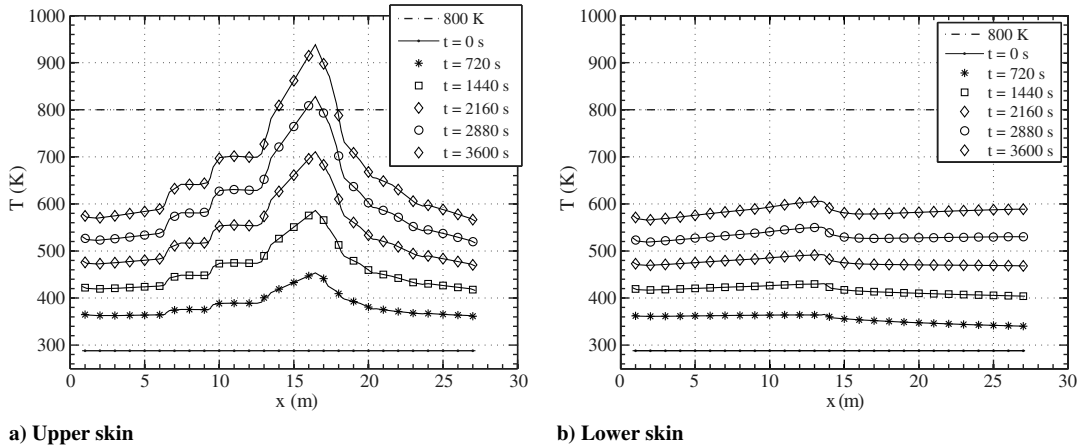 1000
900
800
700
600
500
400
300
T (K)
0
5
10
15
20
25
30
x (m)
800 K
t = 0 s
t = 720 s
t = 1440 s
t = 2160 s
t = 2880 s
t = 3600 s
a) Upper skin
1000
900
800
700
600
500
400
300
T (K)
0
5
10
15
20
25
30
x (m)
800 K
t = 0 s
t = 720 s
t = 1440 s
t = 2160 s
t = 2880 s
t = 3600 s
b) Lower skin